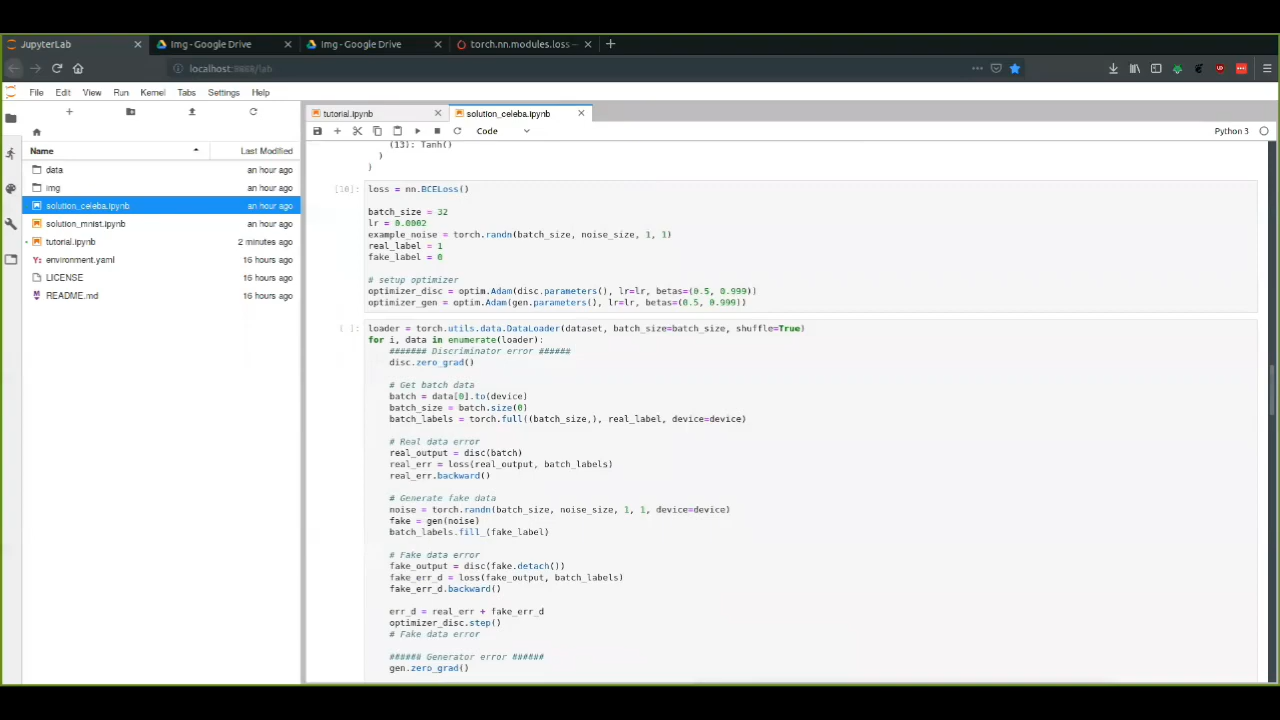 JupyterLab
Img - Google Drive
Img - Google Drive
torch.nn.modules.loss —
localhost:8888/lab
File Edit View Run Kernel Tabs Settings Help
tutorial.ipynb
solution_celeba.ipynb
Code
Python 3
Name
Last Modified
data an hour ago
img an hour ago
solution_celeba.ipynb an hour ago
solution_mnist.ipynb an hour ago
tutorial.ipynb 2 minutes ago
Y: environment.yaml 16 hours ago
LICENSE 16 hours ago
README.md 16 hours ago
(13): Tanh()
)
)
[10]: loss = nn.BCELoss()
batch_size = 32
lr = 0.0002
example_noise = torch.randn(batch_size, noise_size, 1, 1)
real_label = 1
fake_label = 0
# setup optimizer
optimizer_disc = optim.Adam(disc.parameters(), lr=lr, betas=(0.5, 0.999))
optimizer_gen = optim.Adam(gen.parameters(), lr=lr, betas=(0.5, 0.999))
[ ]: loader = torch.utils.data.DataLoader(dataset, batch_size=batch_size, shuffle=True)
for i, data in enumerate(loader):
####### Discriminator error ######
disc.zero_grad()
# Get batch data
batch = data[0].to(device)
batch_size = batch.size(0)
batch_labels = torch.full((batch_size,), real_label, device=device)
# Real data error
real_output = disc(batch)
real_err = loss(real_output, batch_labels)
real_err.backward()
# Generate fake data
noise = torch.randn(batch_size, noise_size, 1, 1, device=device)
fake = gen(noise)
batch_labels.fill_(fake_label)
# Fake data error
fake_output = disc(fake.detach())
fake_err_d = loss(fake_output, batch_labels)
fake_err_d.backward()
err_d = real_err + fake_err_d
optimizer_disc.step()
# Fake data error
###### Generator error ######
gen.zero_grad()